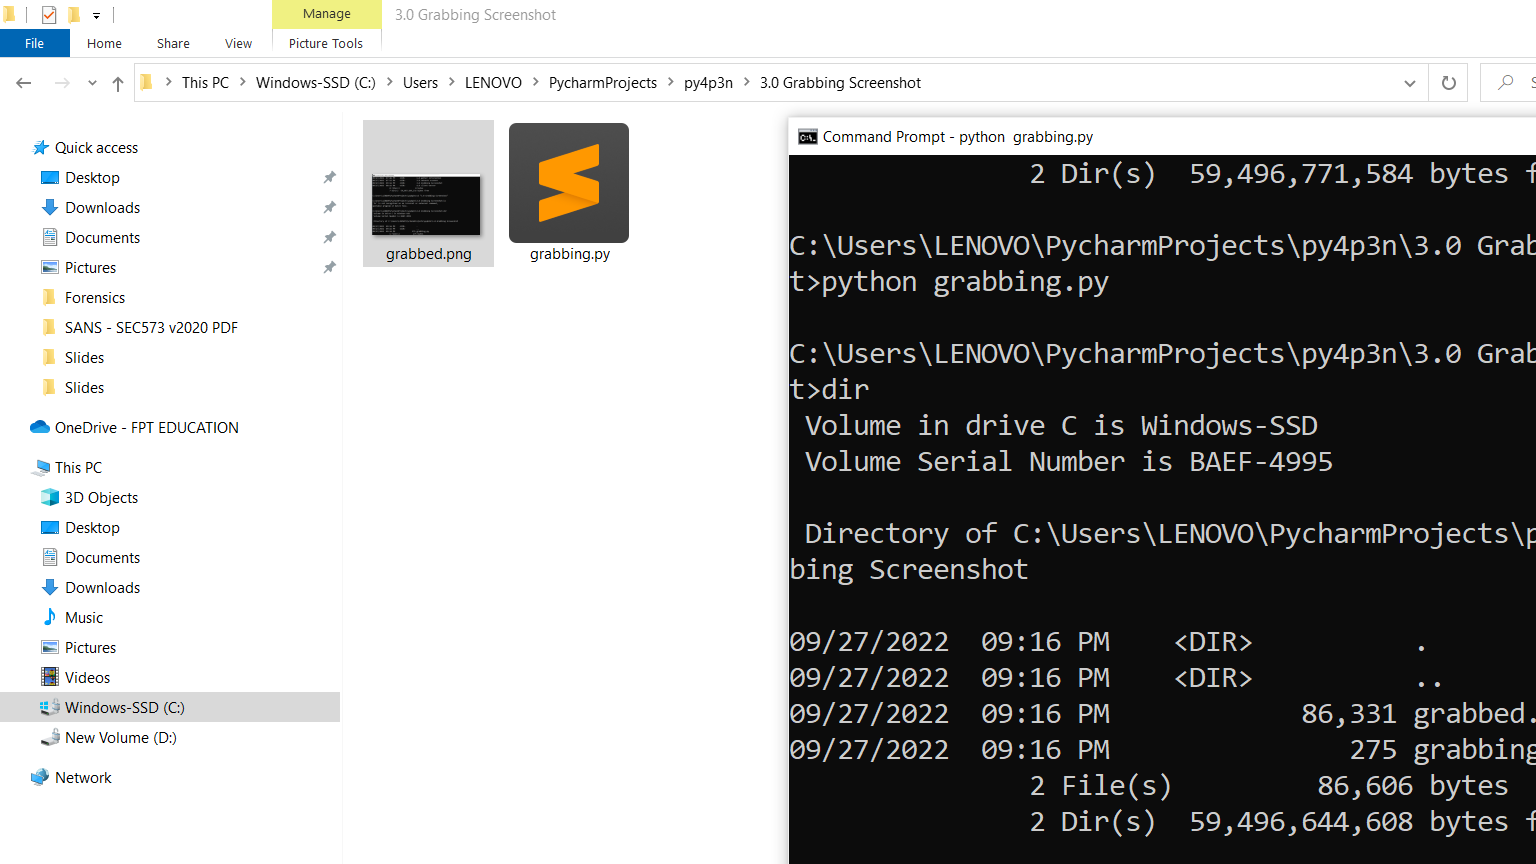 Manage
3.0 Grabbing Screenshot
File
Home
Share
View
Picture Tools
This PC
Windows-SSD (C:)
Users
LENOVO
PycharmProjects
py4p3n
3.0 Grabbing Screenshot
S
Quick access
Desktop
Downloads
Documents
Pictures
Forensics
SANS - SEC573 v2020 PDF
Slides
Slides
OneDrive - FPT EDUCATION
This PC
3D Objects
Desktop
Documents
Downloads
Music
Pictures
Videos
Windows-SSD (C:)
New Volume (D:)
Network
grabbed.png
grabbing.py
Command Prompt - python  grabbing.py
2 Dir(s)  59,496,771,584 bytes f
C:\Users\LENOVO\PycharmProjects\py4p3n\3.0 Grab
t>python grabbing.py
C:\Users\LENOVO\PycharmProjects\py4p3n\3.0 Grab
t>dir
Volume in drive C is Windows-SSD
Volume Serial Number is BAEF-4995
Directory of C:\Users\LENOVO\PycharmProjects\p
bing Screenshot
09/27/2022  09:16 PM    <DIR>          .
09/27/2022  09:16 PM    <DIR>          ..
09/27/2022  09:16 PM            86,331 grabbed.
09/27/2022  09:16 PM               275 grabbing
2 File(s)         86,606 bytes
2 Dir(s)  59,496,644,608 bytes f